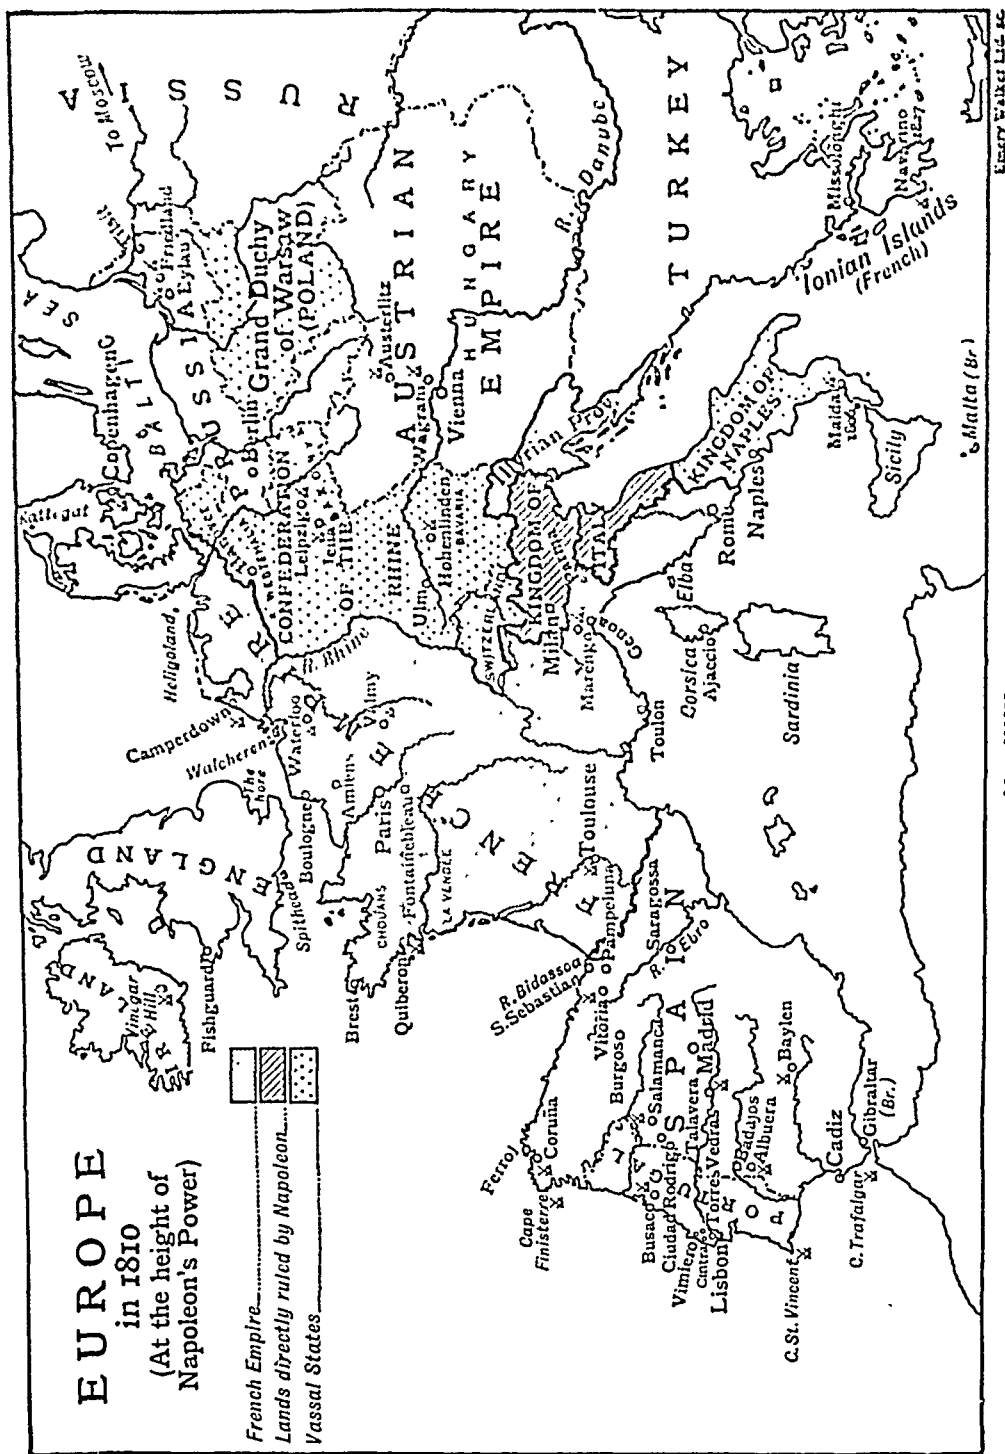 EUROPE
in 1810
(At the height of
Napoleon's Power)
French Empire
Lands directly ruled by Napoleon
Vassal States
IRELAND
Vinegar
Hill
Fishguard
ENGLAND
Spithead
The Nore
Heligoland
Camperdown
Walcheren
Kattegat
Copenhagen
BALTIC
SEA
Tilsit
To Moscow
RUSSIA
Friedland
Eylau
PRUSSIA
Berlin
Grand Duchy
of Warsaw
(POLAND)
HANOVER
CONFEDERATION
OF THE
RHINE
Leipzig
Jena
R. Rhine
Waterloo
Boulogne
Valmy
Amiens
Paris
Fontainebleau
Brest
CHOUANS
Quiberon
LA VENDÉE
FRENCH
EMPIRE
Ulm
Hohenlinden
BAVARIA
Austerlitz
Wagram
Vienna
AUSTRIAN
EMPIRE
HUNGARY
R. Danube
TURKEY
Illyrian Prov.
KINGDOM OF
ITALY
Milan
Marengo
Genoa
Toulon
Toulouse
Elba
Corsica
Ajaccio
Sardinia
Rome
Naples
KINGDOM OF
NAPLES
Maida
1806
Sicily
Malta (Br)
Ionian Islands
(French)
Missolonghi
Navarino
1827
Ferrol
Coruña
Cape
Finisterre
R. Bidassoa
S. Sebastian
Vitoria
Pampeluna
Burgos
Saragossa
R. Ebro
SPAIN
Salamanca
Busaco
Ciudad Rodrigo
Talavera
Madrid
Vimiero
Cintra
Torres Vedras
Lisbon
Badajos
Albuera
Baylen
C. St. Vincent
Cadiz
C. Trafalgar
Gibraltar
(Br.)
Emery Walker Ltd. sc.